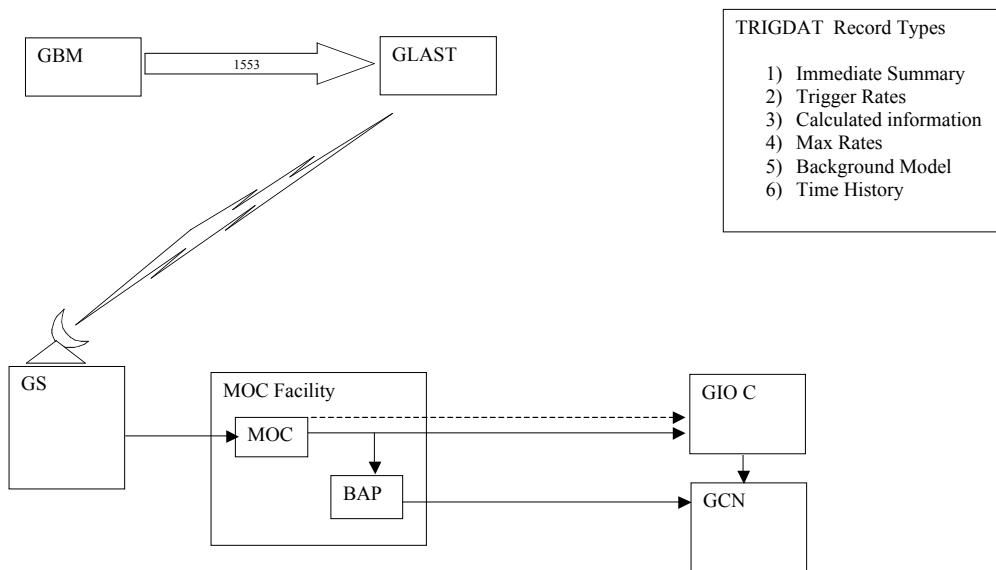 GBM
1553
GLAST
TRIGDAT Record Types
1) Immediate Summary
2) Trigger Rates
3) Calculated information
4) Max Rates
5) Background Model
6) Time History
GS
MOC Facility
MOC
BAP
GIO C
GCN